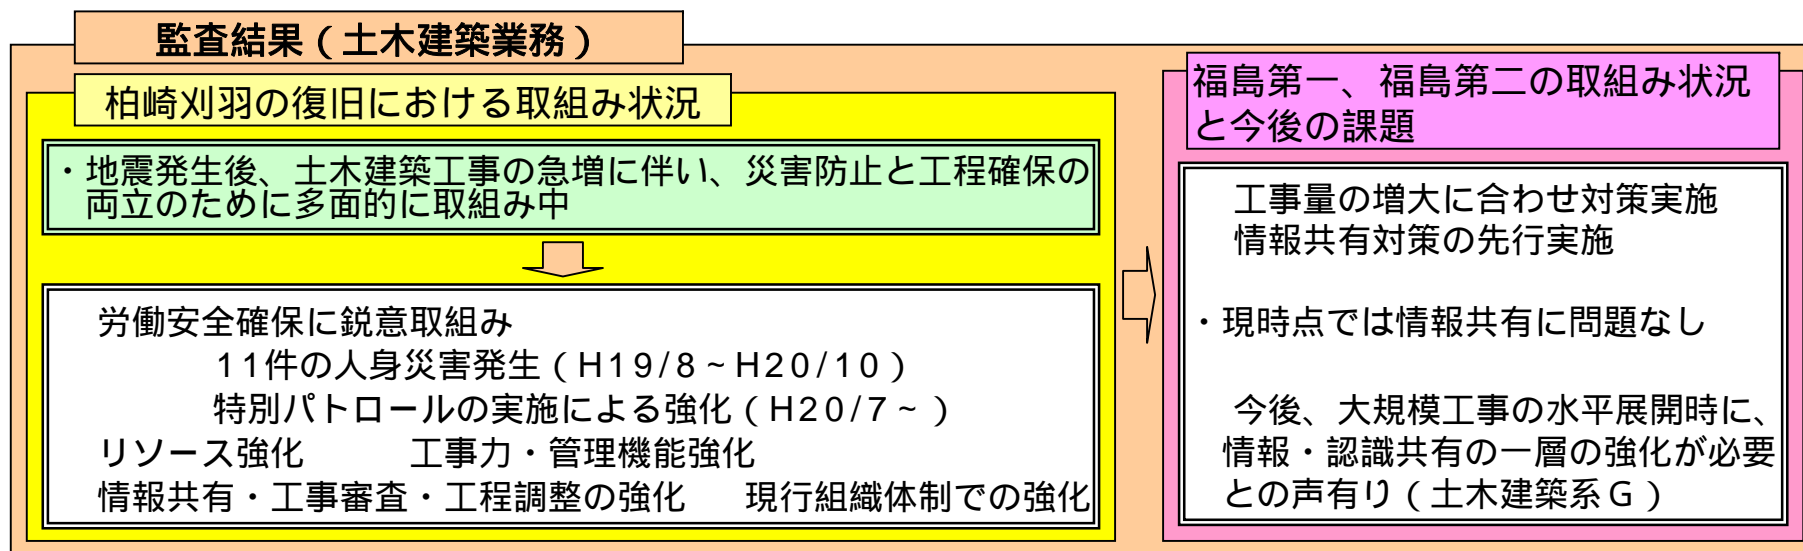 監査結果（土木建築業務）
柏崎刈羽の復旧における取組み状況
・地震発生後、土木建築工事の急増に伴い、災害防止と工程確保の
両立のために多面的に取組み中
労働安全確保に鋭意取組み
11件の人身災害発生（H19/8～H20/10）
特別パトロールの実施による強化（H20/7～）
リソース強化　工事力・管理機能強化
情報共有・工事審査・工程調整の強化　現行組織体制での強化
福島第一、福島第二の取組み状況
と今後の課題
工事量の増大に合わせ対策実施
情報共有対策の先行実施
・現時点では情報共有に問題なし
今後、大規模工事の水平展開時に、
情報・認識共有の一層の強化が必要
との声有り（土木建築系G）